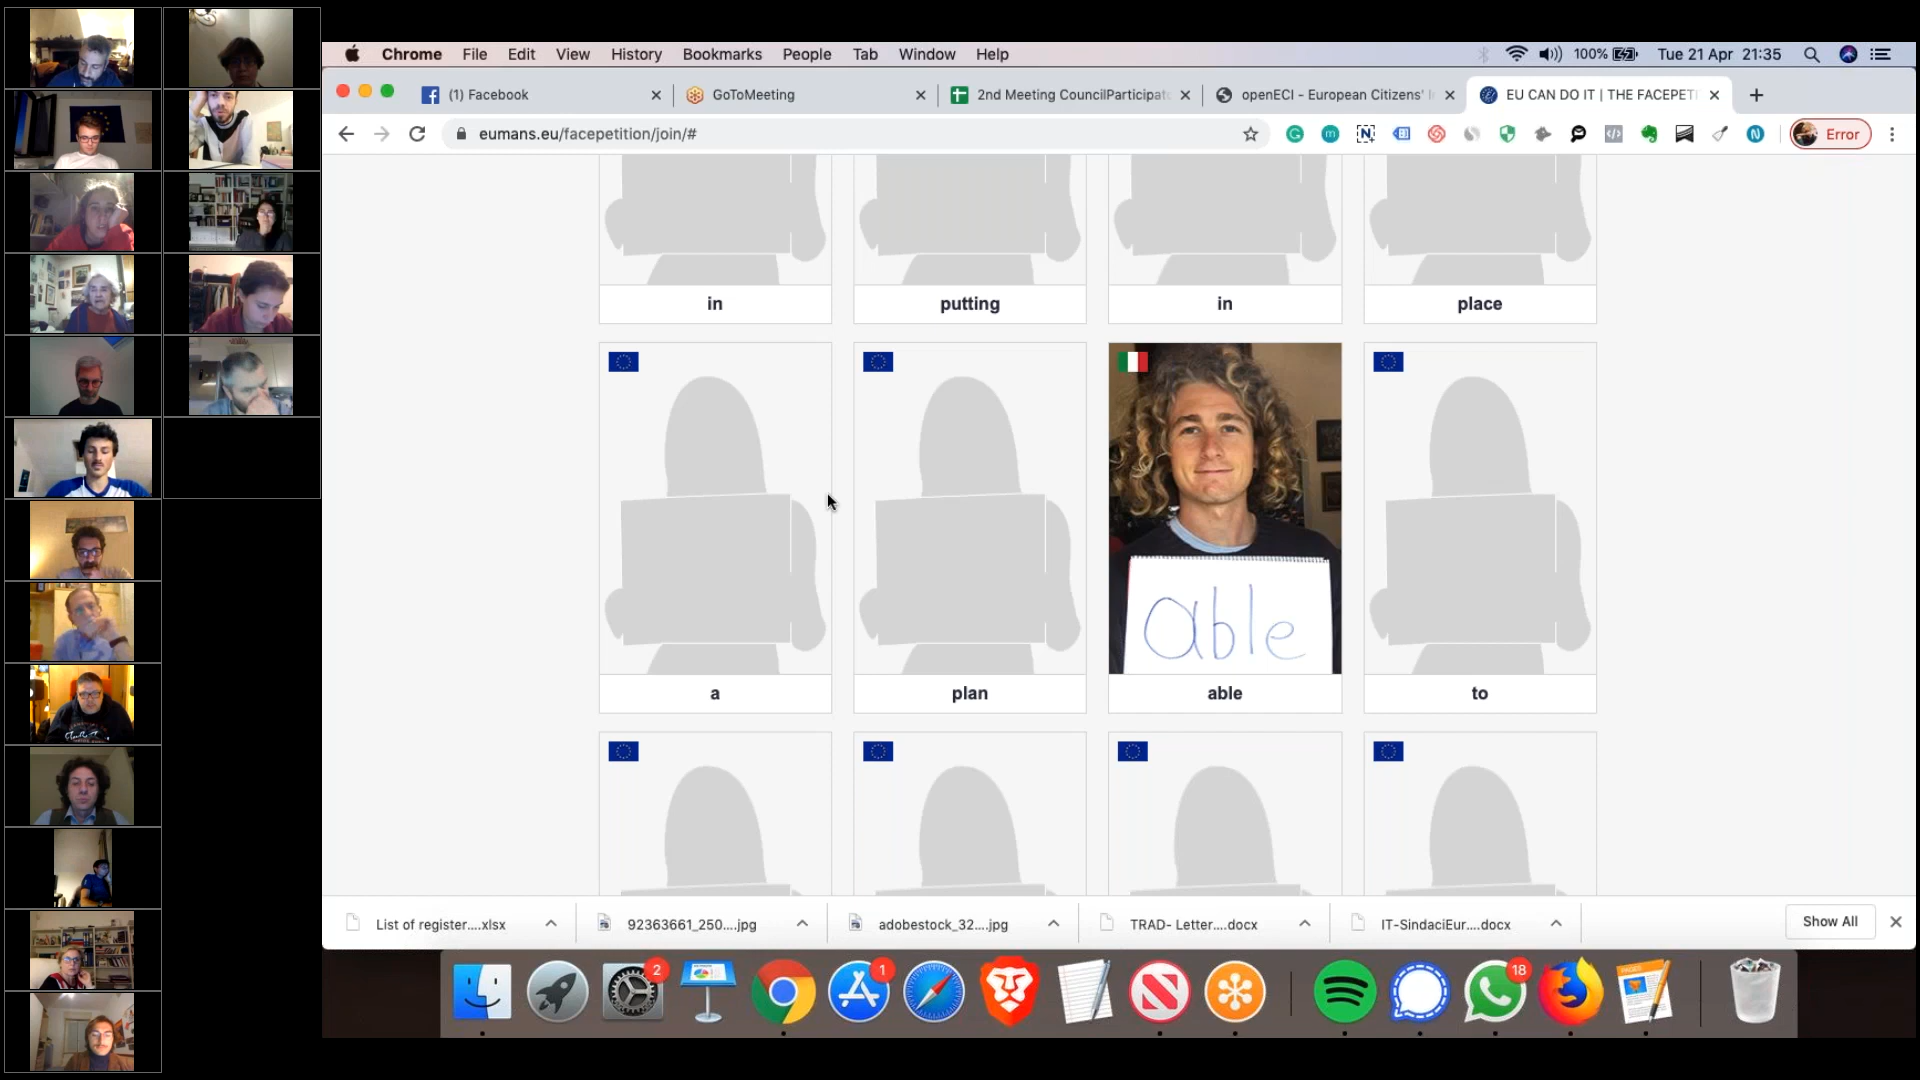 Chrome File Edit View History Bookmarks People Tab Window Help 100% Tue 21 Apr 21:35
(1) Facebook GoToMeeting 2nd Meeting CouncilParticipat openECI - European Citizens' I EU CAN DO IT | THE FACEPETI
eumans.eu/facepetition/join/# Error
in putting in place
able
a plan able to
List of register....xlsx 92363661_250....jpg adobestock_32....jpg TRAD- Letter....docx IT-SindaciEur....docx Show All
2 1 18
PAGES